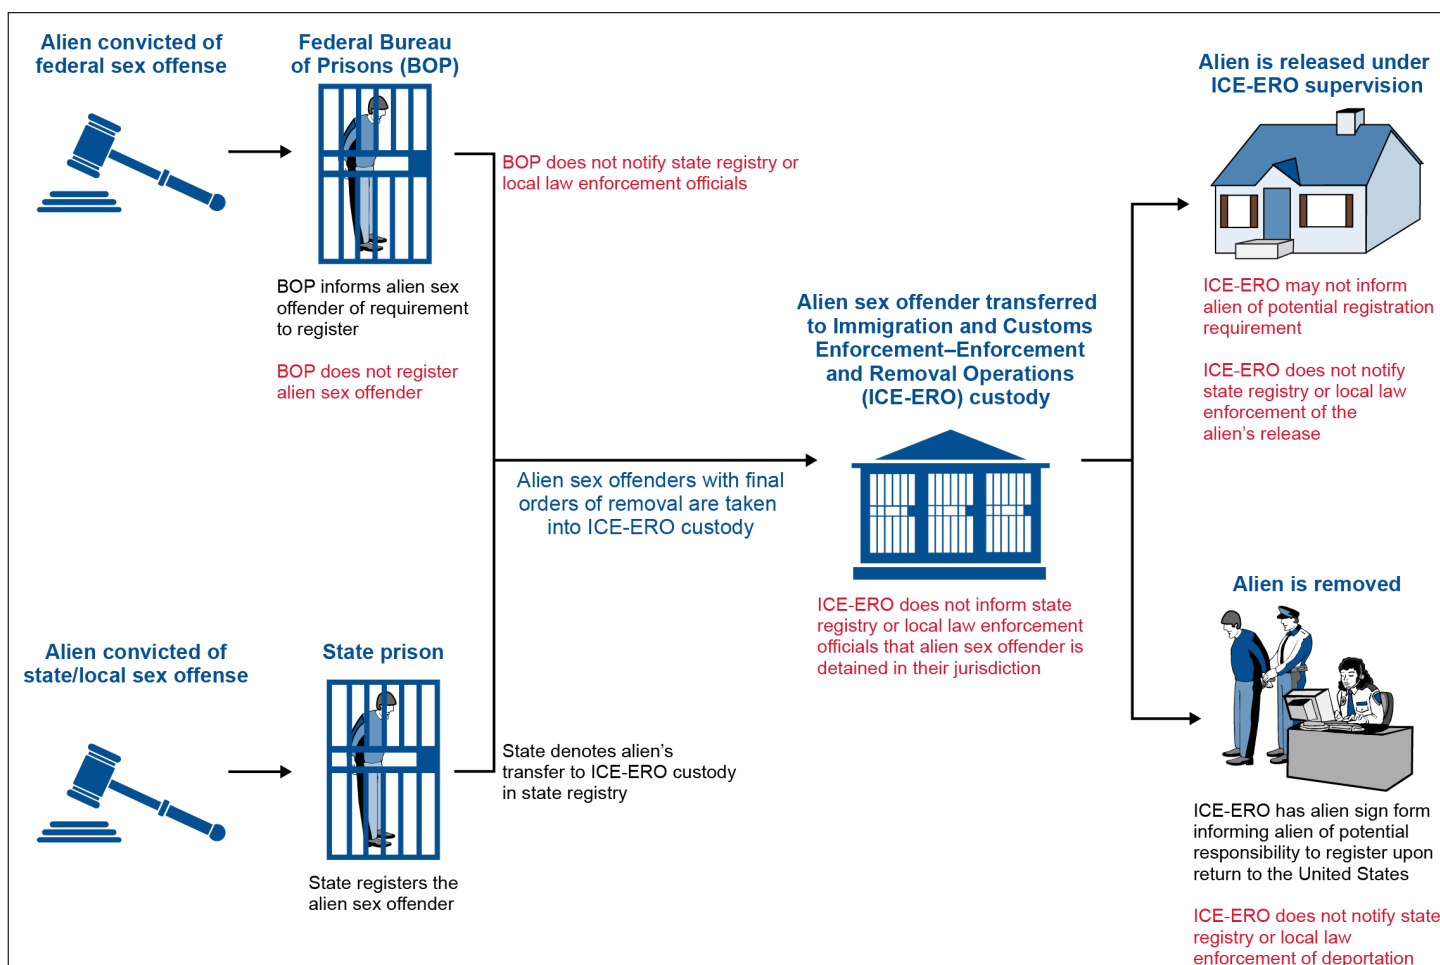 Alien convicted of
federal sex offense
Federal Bureau
of Prisons (BOP)
BOP informs alien sex
offender of requirement
to register
BOP does not register
alien sex offender
BOP does not notify state registry or
local law enforcement officials
Alien convicted of
state/local sex offense
State prison
State registers the
alien sex offender
State denotes alien's
transfer to ICE-ERO custody
in state registry
Alien sex offenders with final
orders of removal are taken
into ICE-ERO custody
Alien sex offender transferred
to Immigration and Customs
Enforcement–Enforcement
and Removal Operations
(ICE-ERO) custody
ICE-ERO does not inform state
registry or local law enforcement
officials that alien sex offender is
detained in their jurisdiction
Alien is released under
ICE-ERO supervision
ICE-ERO may not inform
alien of potential registration
requirement
ICE-ERO does not notify
state registry or local law
enforcement of the
alien's release
Alien is removed
ICE-ERO has alien sign form
informing alien of potential
responsibility to register upon
return to the United States
ICE-ERO does not notify state
registry or local law
enforcement of deportation